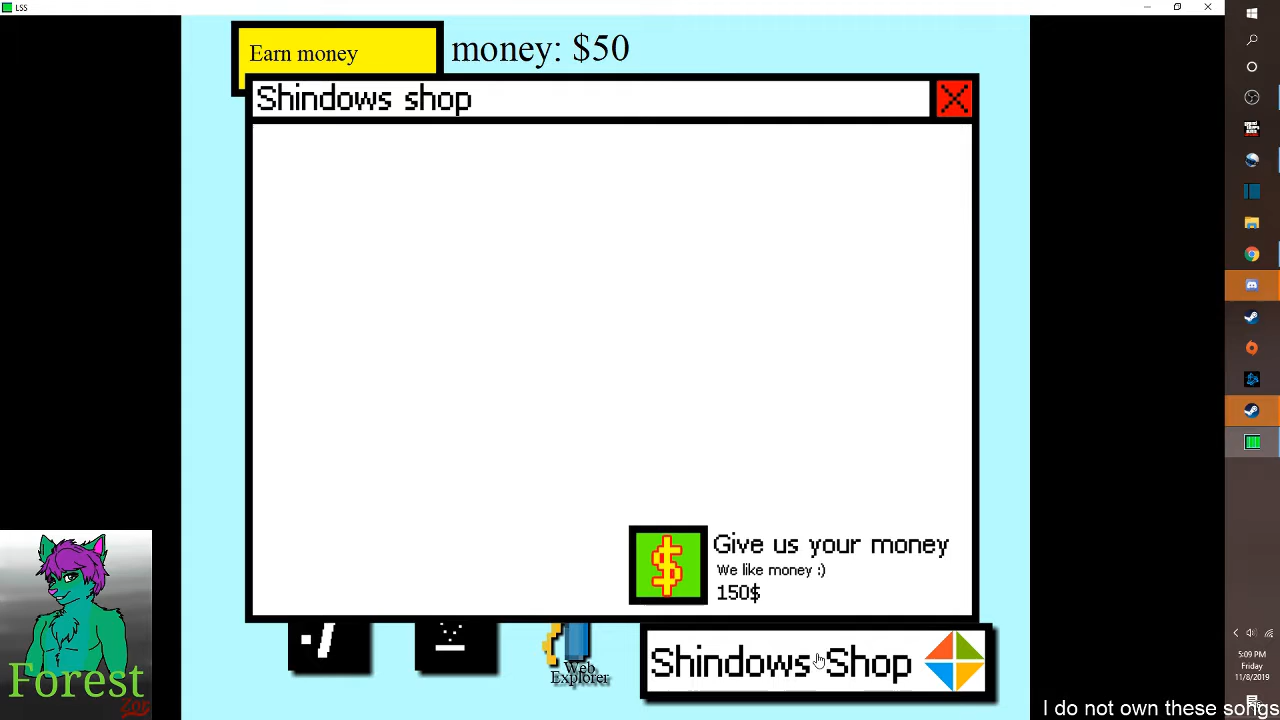 LSS
Earn money
money: $50
Shindows shop
Give us your money
We like money :)
150$
Web
Explorer
Shindows Shop
Forest
5:09 PM
Friday
11/8/2019
I do not own these songs